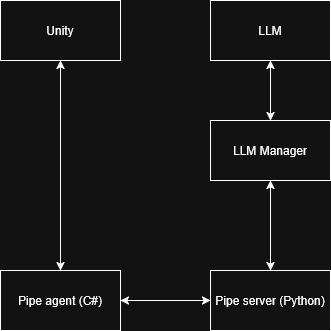 Unity
LLM
LLM Manager
Pipe agent (C#)
Pipe server (Python)